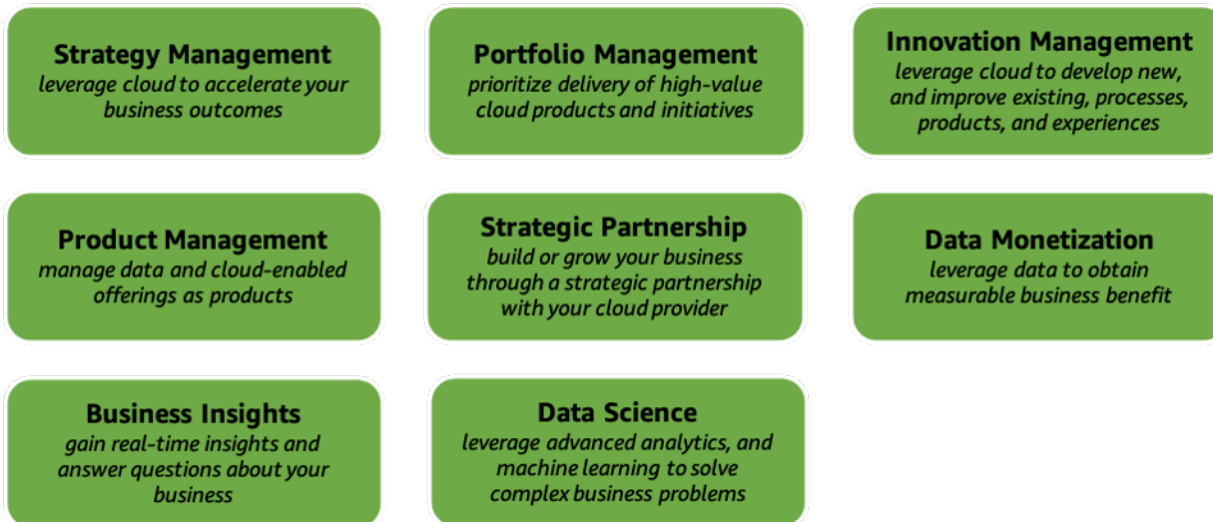 Strategy Management
leverage cloud to accelerate your
business outcomes
Portfolio Management
prioritize delivery of high-value
cloud products and initiatives
Innovation Management
leverage cloud to develop new,
and improve existing, processes,
products, and experiences
Product Management
manage data and cloud-enabled
offerings as products
Strategic Partnership
build or grow your business
through a strategic partnership
with your cloud provider
Data Monetization
leverage data to obtain
measurable business benefit
Business Insights
gain real-time insights and
answer questions about your
business
Data Science
leverage advanced analytics, and
machine learning to solve
complex business problems